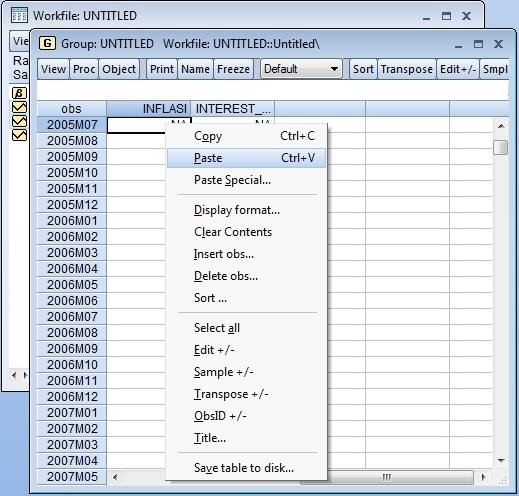 Workfile: UNTITLED
Group: UNTITLED Workfile: UNTITLED::Untitled\
View Proc Object Print Name Freeze Default Sort Transpose Edit+/- Smpl
obs INFLASI INTEREST_...
2005M07 NA NA
2005M08
2005M09
2005M10
2005M11
2005M12
2006M01
2006M02
2006M03
2006M04
2006M05
2006M06
2006M07
2006M08
2006M09
2006M10
2006M11
2006M12
2007M01
2007M02
2007M03
2007M04
2007M05
Copy Ctrl+C
Paste Ctrl+V
Paste Special...
Display format...
Clear Contents
Insert obs...
Delete obs...
Sort ...
Select all
Edit +/-
Sample +/-
Transpose +/-
ObsID +/-
Title...
Save table to disk...